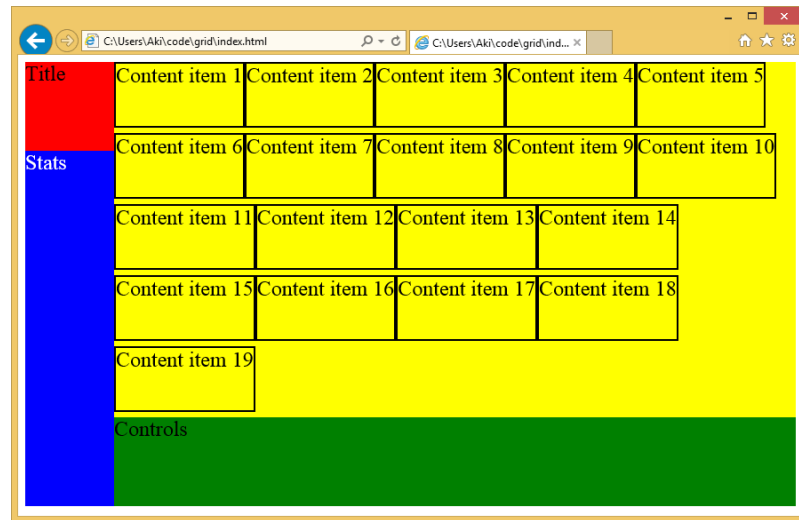 C:\Users\Aki\code\grid\index.html
C:\Users\Aki\code\grid\ind...
Title
Content item 1 Content item 2 Content item 3 Content item 4 Content item 5
Content item 6 Content item 7 Content item 8 Content item 9 Content item 10
Stats
Content item 11 Content item 12 Content item 13 Content item 14
Content item 15 Content item 16 Content item 17 Content item 18
Content item 19
Controls